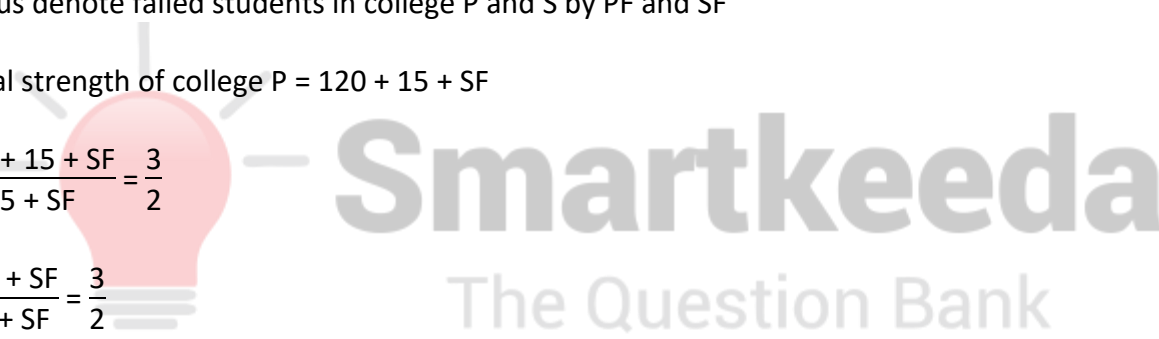 us denote failed students in college P and S by PF and SF
al strength of college P = 120 + 15 + SF
+ 15 + SF / 5 + SF = 3 / 2
+ SF / + SF = 3 / 2
Smartkeeda
The Question Bank